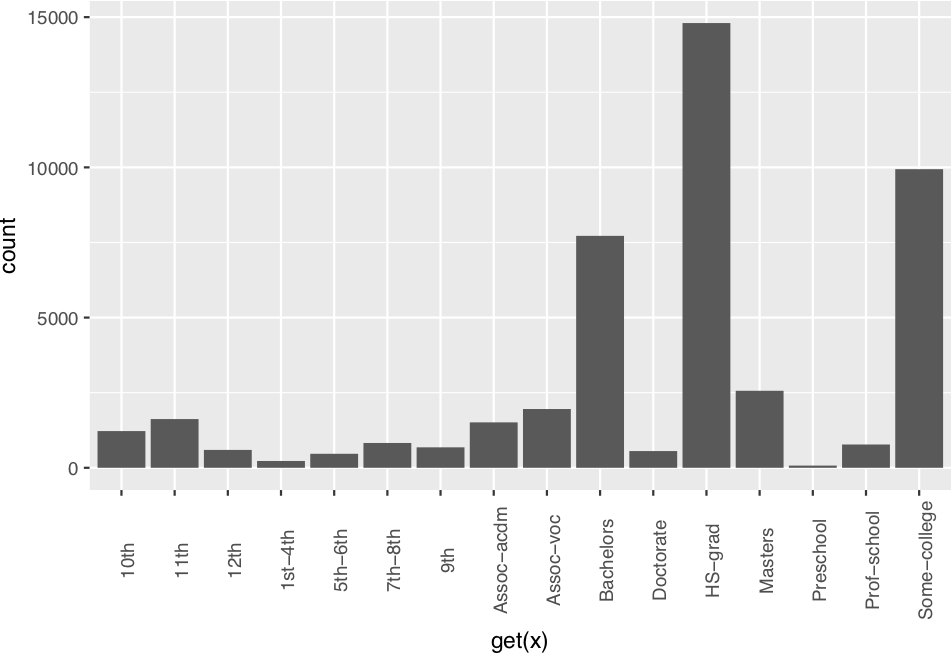 15000
10000
5000
0
count
10th
11th
12th
1st−4th
5th−6th
7th−8th
9th
Assoc−acdm
Assoc−voc
Bachelors
Doctorate
HS−grad
Masters
Preschool
Prof−school
Some−college
get(x)